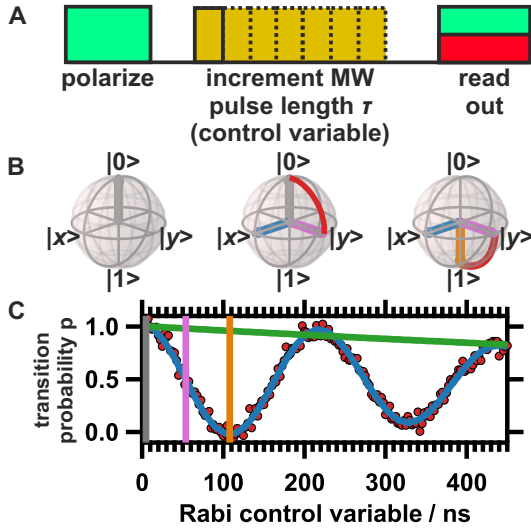 A
polarize
increment MW
pulse length τ
(control variable)
read
out
B
|0> |0> |0>
|x> |y> |x> |y> |x> |y>
|1> |1> |1>
C
transition
probability p
1.0
0.5
0.0
0 100 200 300 400
Rabi control variable / ns